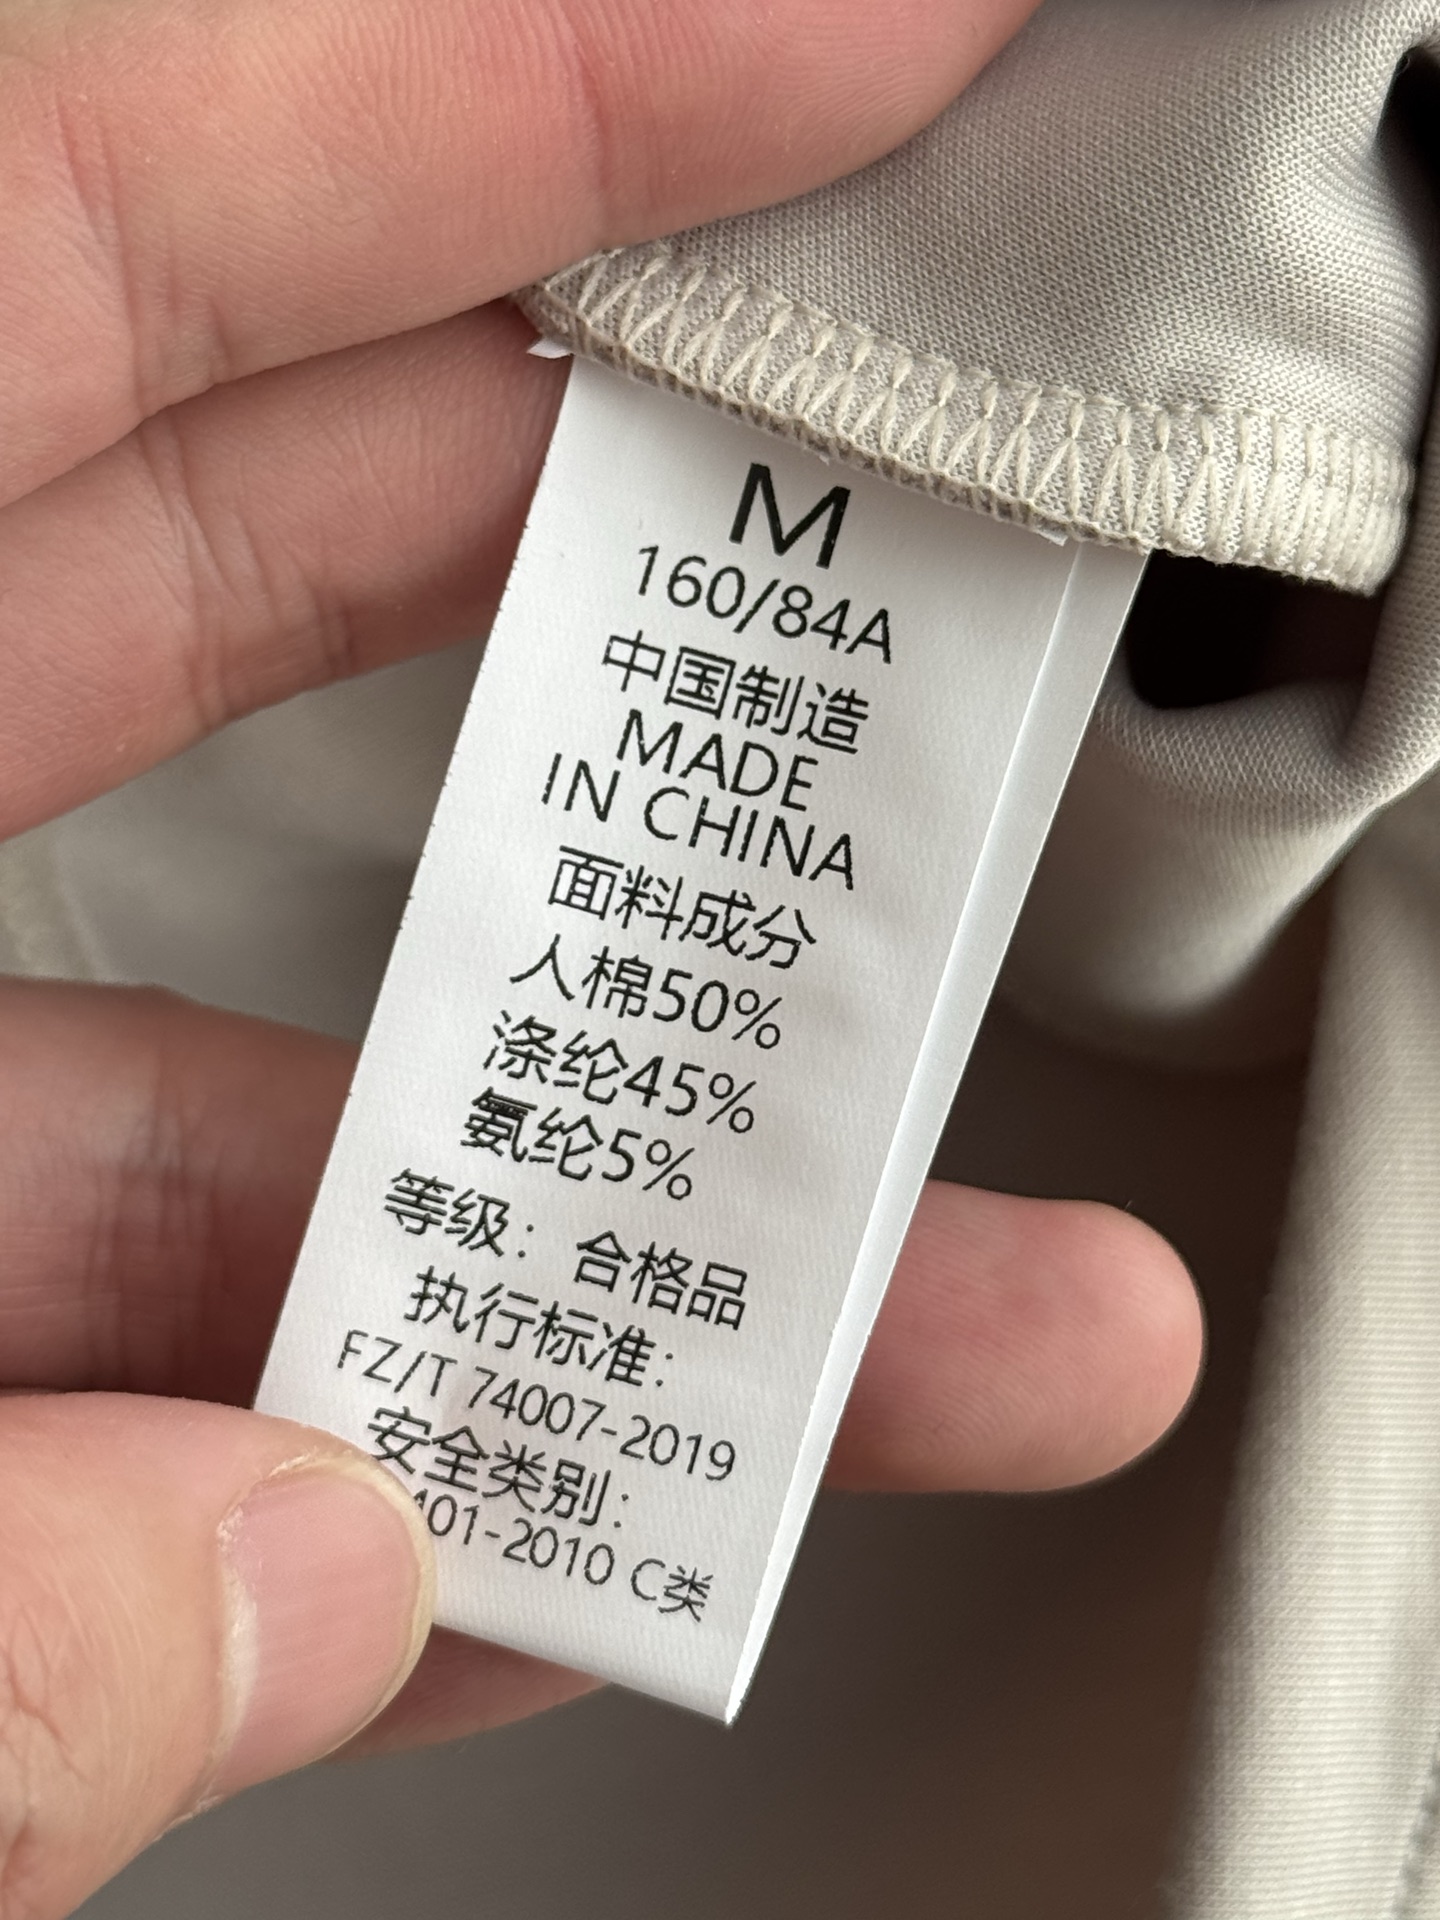 M
160/84A
中国制造
MADE
IN CHINA
面料成分
人棉50%
涤纶45%
氨纶5%
等级：合格品
执行标准：
FZ/T 74007-2019
安全类别：
401-2010 C类